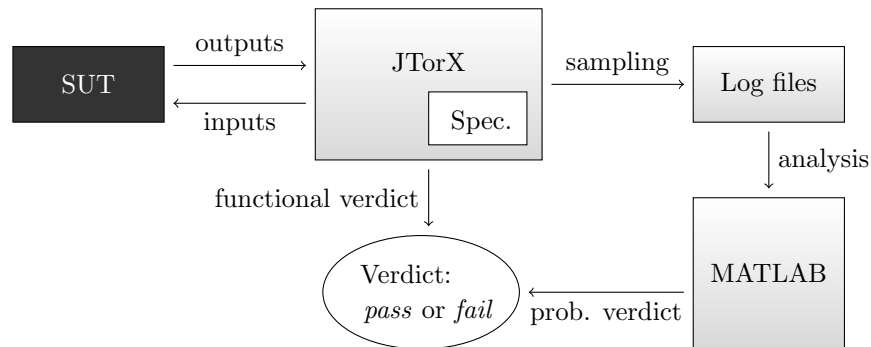 outputs
SUT
inputs
JTorX
Spec.
sampling
Log files
analysis
functional verdict
Verdict:
pass or fail
prob. verdict
MATLAB